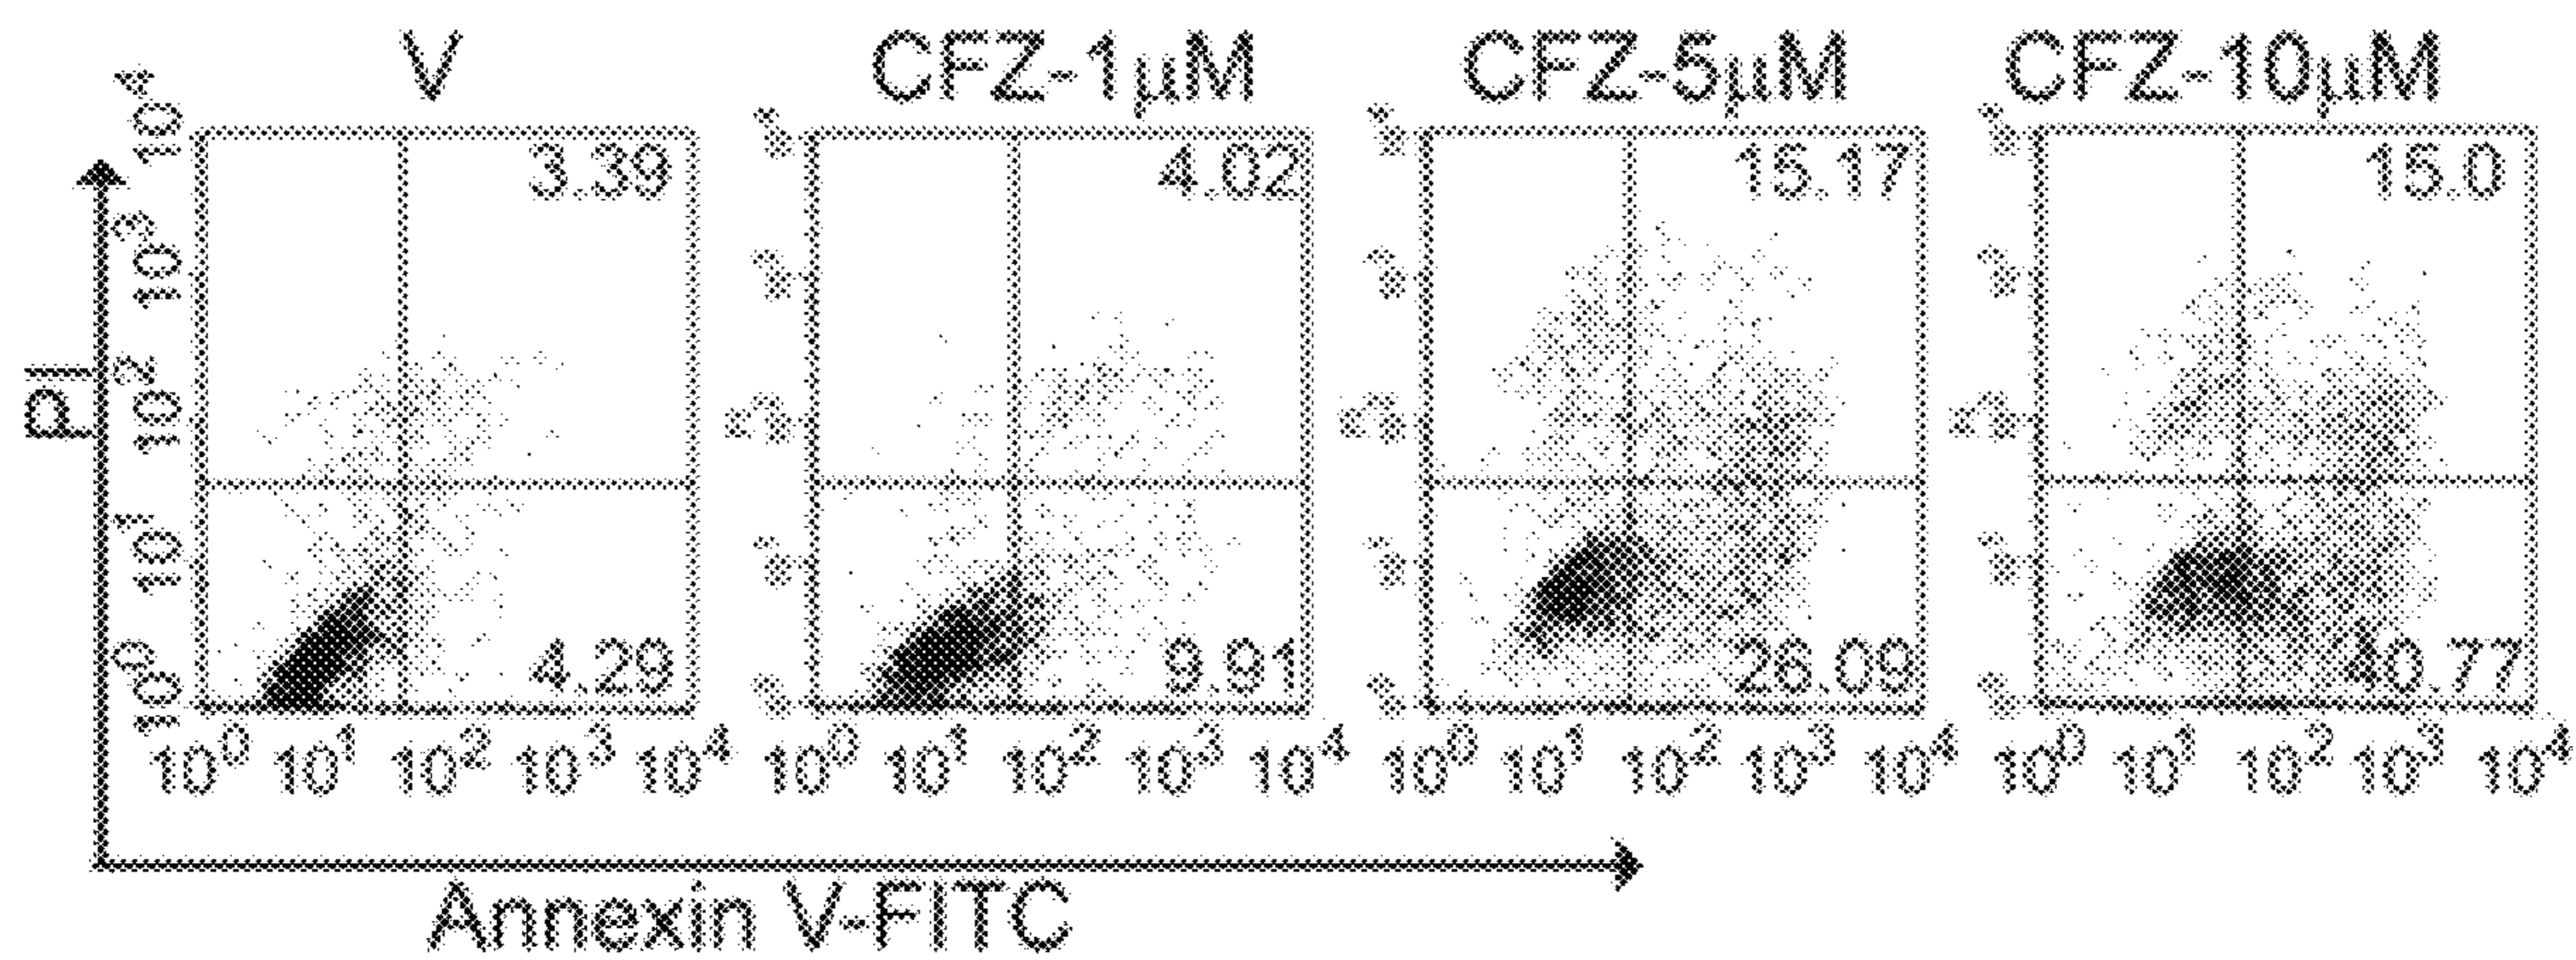 V CFZ-1μM CFZ-5μM CFZ-10μM
3.39 4.02 15.17 15.0
10⁴
10³
10²
10¹
10⁰
PI
4.29 9.91 26.09 40.77
10⁰ 10¹ 10² 10³ 10⁴ 10⁰ 10¹ 10² 10³ 10⁴ 10⁰ 10¹ 10² 10³ 10⁴ 10⁰ 10¹ 10² 10³ 10⁴
Annexin V-FITC